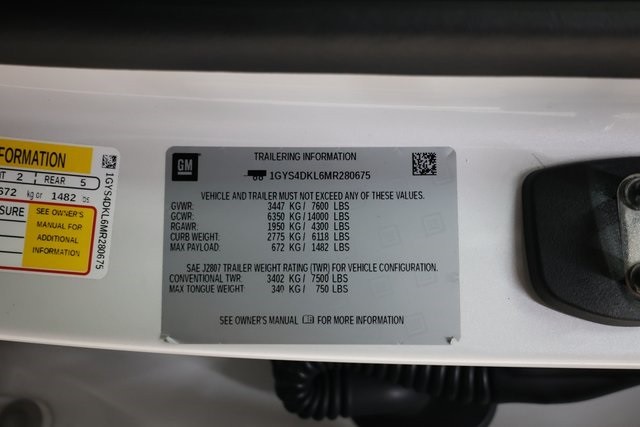 FORMATION
T 2 REAR 5
672 kg or 1482 lbs
SSURE
SEE OWNER'S
MANUAL FOR
ADDITIONAL
INFORMATION
1GYS4DKL6MR280675
GM
TRAILERING INFORMATION
1GYS4DKL6MR280675
VEHICLE AND TRAILER MUST NOT EXCEED ANY OF THESE VALUES.
GVWR: 3447 KG / 7600 LBS
GCWR: 6350 KG / 14000 LBS
RGAWR: 1950 KG / 4300 LBS
CURB WEIGHT: 2775 KG / 6118 LBS
MAX PAYLOAD: 672 KG / 1482 LBS
SAE J2807 TRAILER WEIGHT RATING (TWR) FOR VEHICLE CONFIGURATION.
CONVENTIONAL TWR: 3402 KG / 7500 LBS
MAX TONGUE WEIGHT: 340 KG / 750 LBS
SEE OWNER'S MANUAL FOR MORE INFORMATION